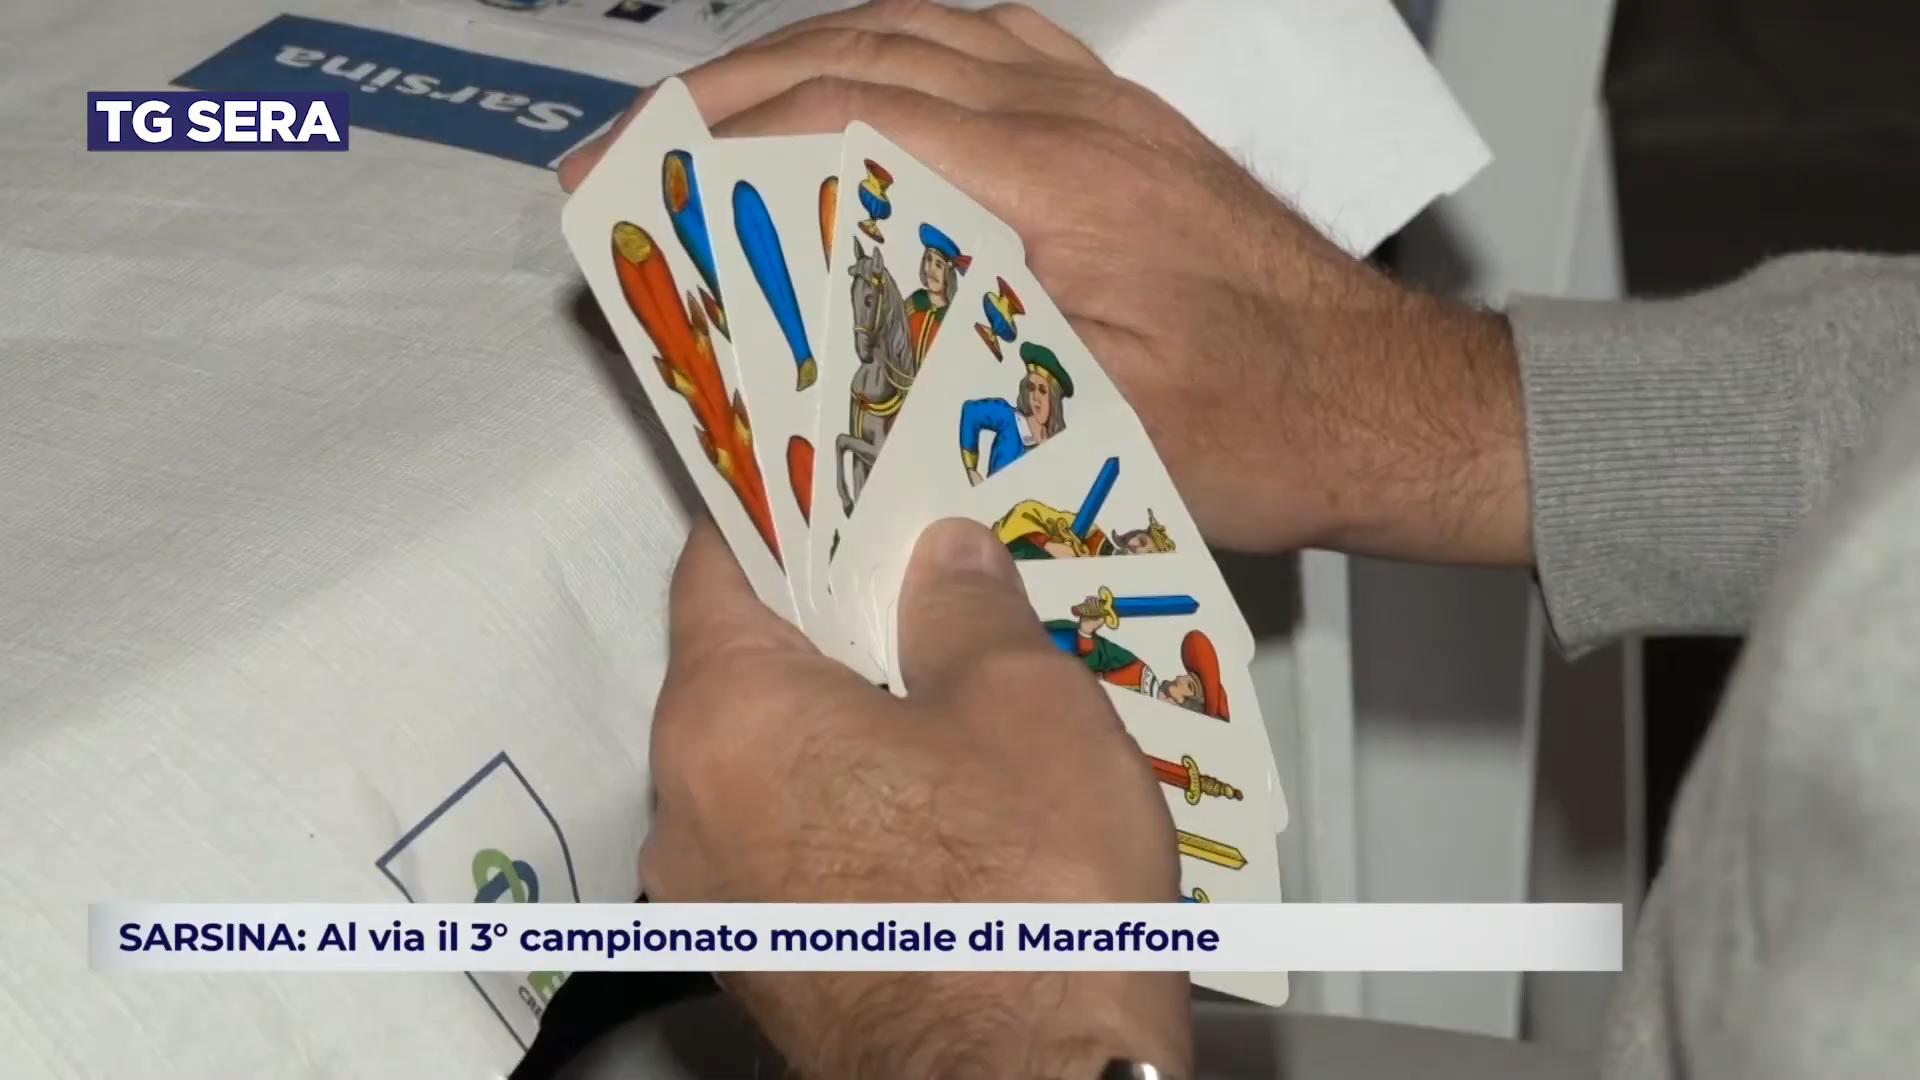 Sarsina
TG SERA
SARSINA: Al via il 3° campionato mondiale di Maraffone